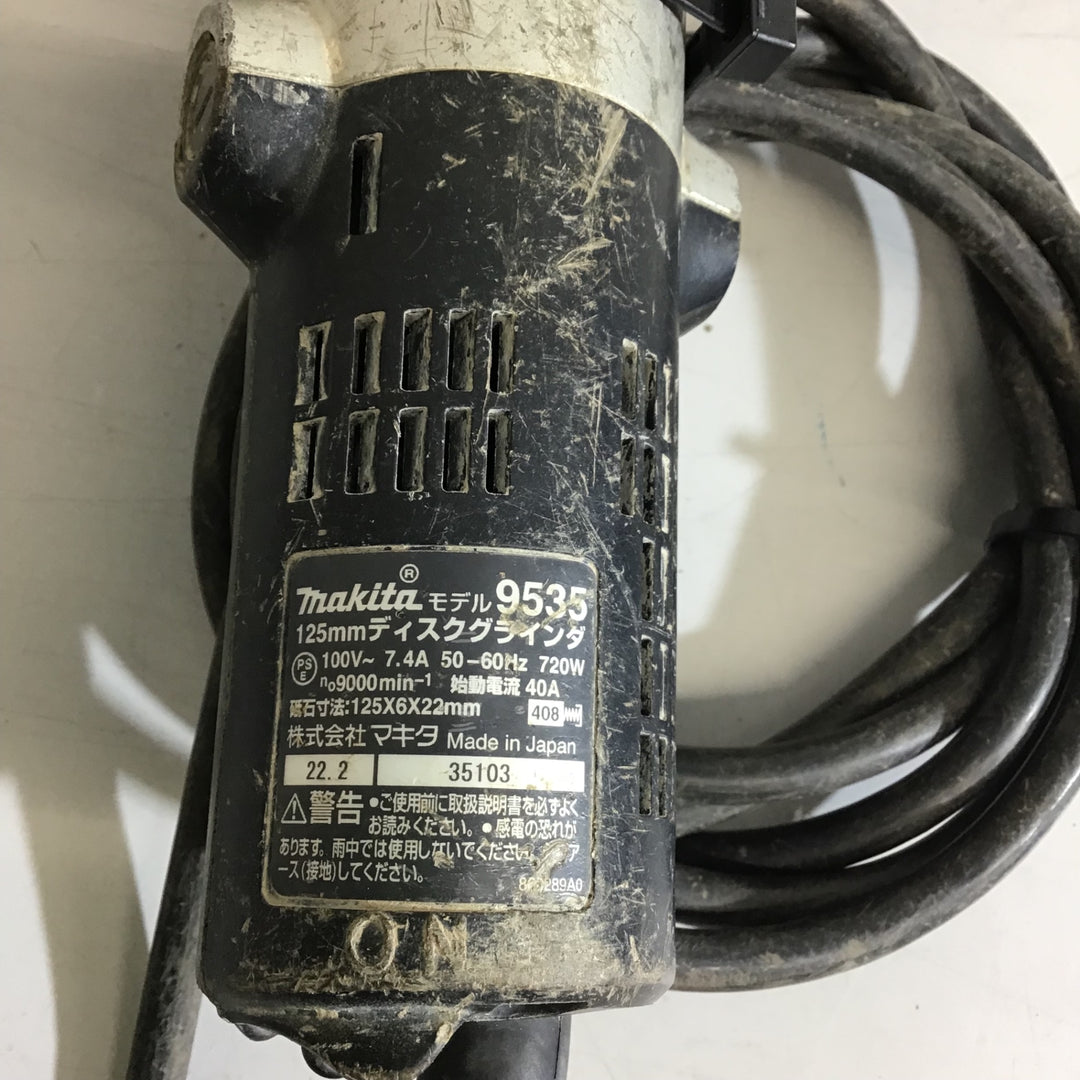 makita® モデル 9535
125mmディスクグラインダ
PSE 100V~ 7.4A 50-60Hz 720W
n₀9000min⁻¹ 始動電流 40A
砥石寸法:125X6X22mm 408
株式会社 マキタ Made in Japan
22.2 35103
警告 •ご使用前に取扱説明書を必ずよく
お読みください。•感電の恐れが
あります。雨中では使用しないでください
ース(接地)してください。
289A0
ON